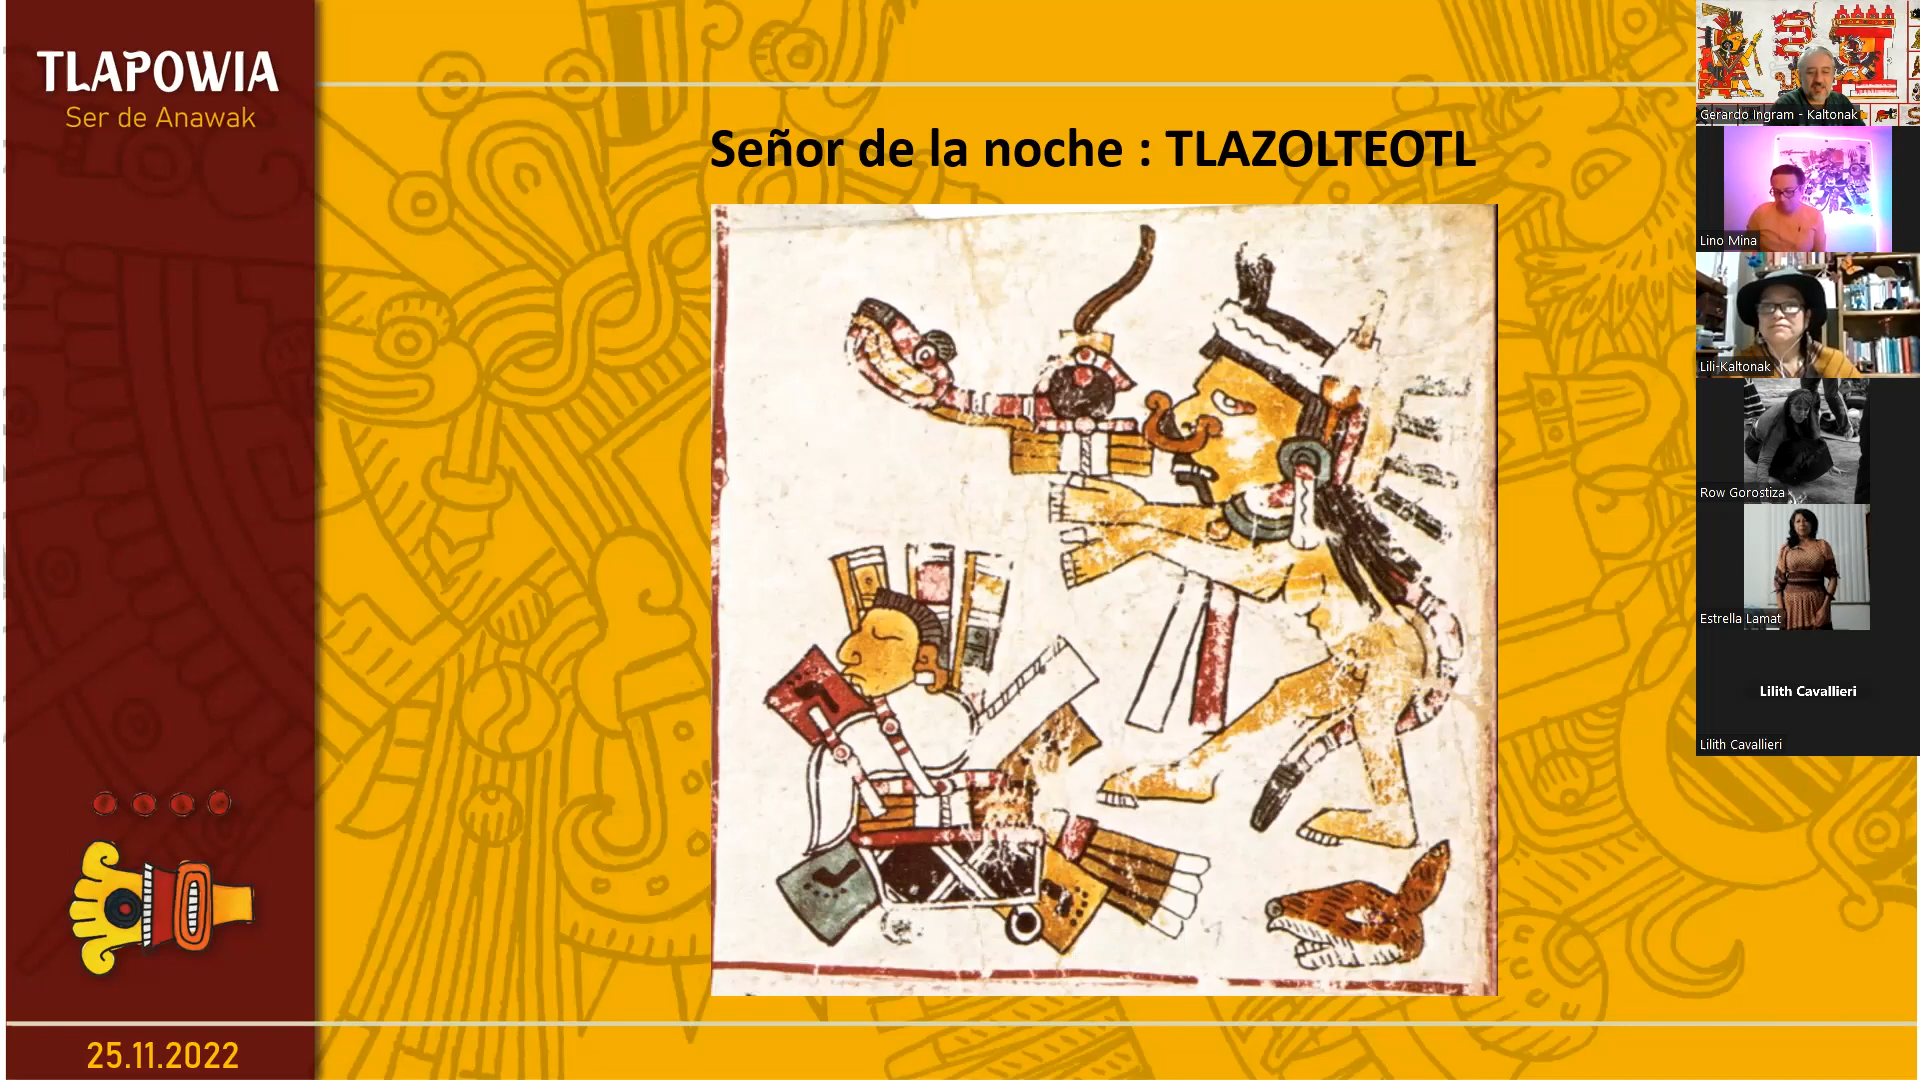 TLAPOWIA
Ser de Anawak
Señor de la noche : TLAZOLTEOTL
25.11.2022
Gerardo Ingram - Kaltonak
Lino Mina
Lili-Kaltonak
Row Gorostiza
Estrella Lamat
Lilith Cavallieri
Lilith Cavallieri